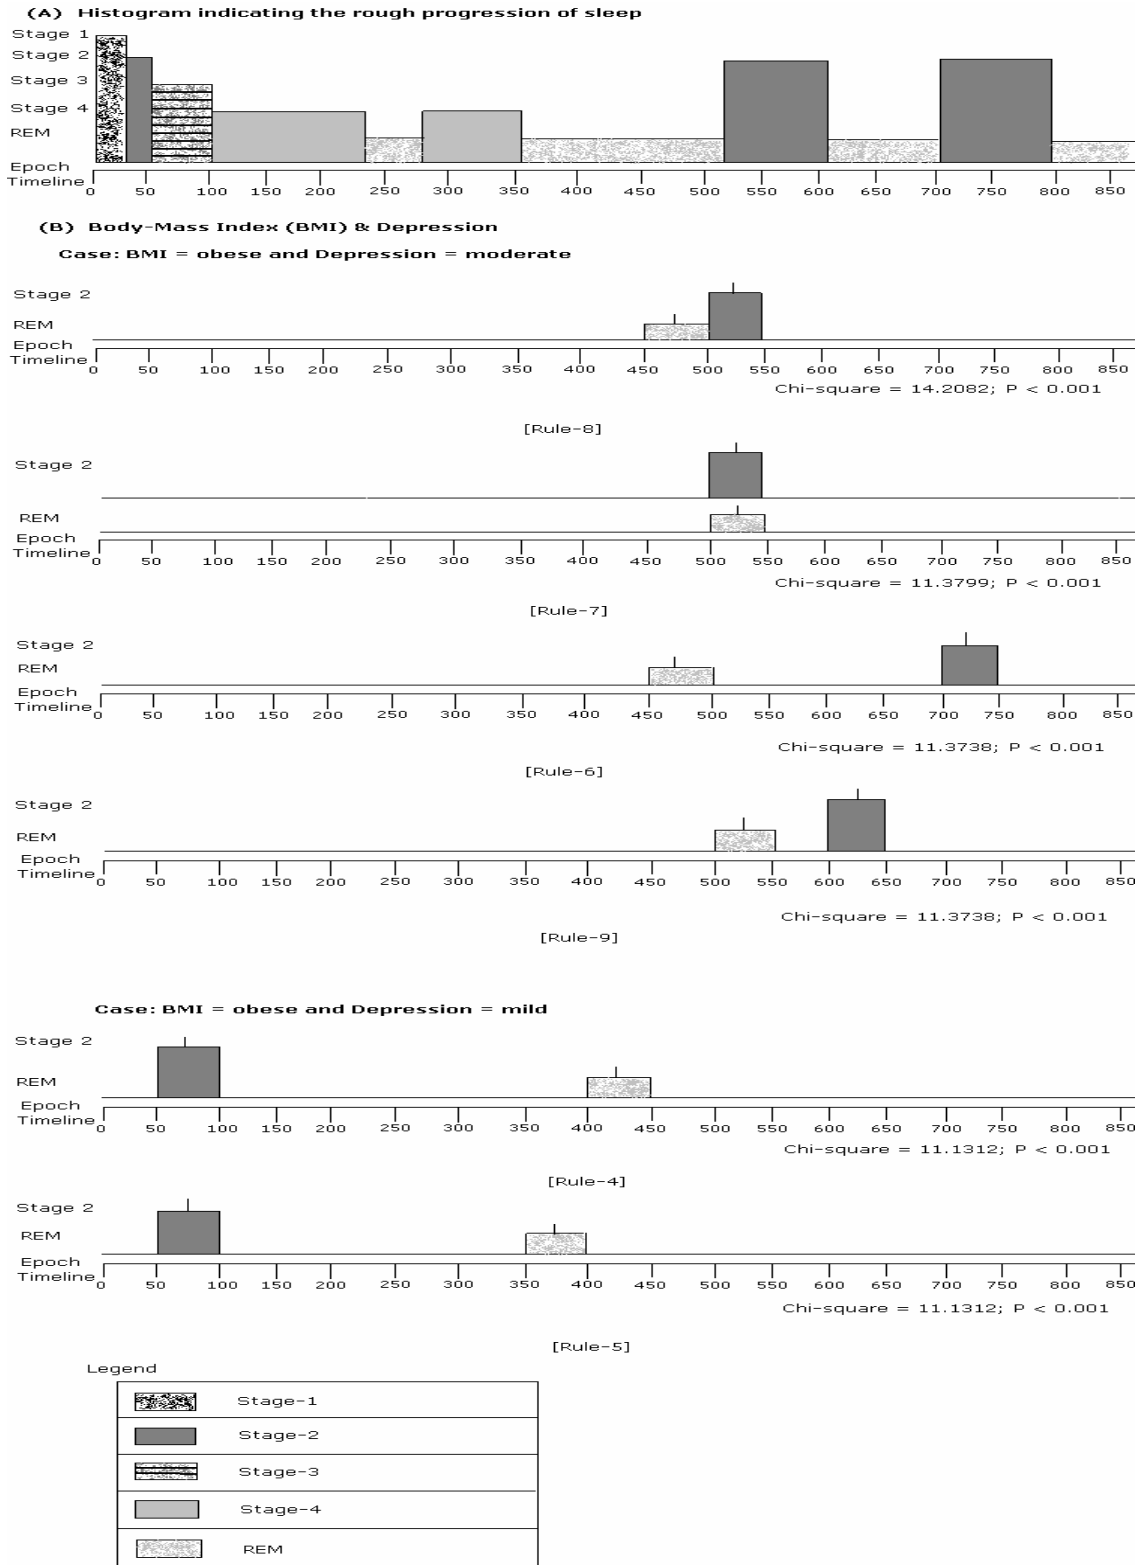 (A) Histogram indicating the rough progression of sleep
Stage 1
Stage 2
Stage 3
Stage 4
REM
Epoch
Timeline
0 50 100 150 200 250 300 350 400 450 500 550 600 650 700 750 800 850
(B) Body-Mass Index (BMI) & Depression
Case: BMI = obese and Depression = moderate
Stage 2
REM
Epoch
Timeline
0 50 100 150 200 250 300 350 400 450 500 550 600 650 700 750 800 850
Chi-square = 14.2082; P < 0.001
[Rule-8]
Stage 2
REM
Epoch
Timeline
0 50 100 150 200 250 300 350 400 450 500 550 600 650 700 750 800 850
Chi-square = 11.3799; P < 0.001
[Rule-7]
Stage 2
REM
Epoch
Timeline
0 50 100 150 200 250 300 350 400 450 500 550 600 650 700 750 800 850
Chi-square = 11.3738; P < 0.001
[Rule-6]
Stage 2
REM
Epoch
Timeline
0 50 100 150 200 250 300 350 400 450 500 550 600 650 700 750 800 850
Chi-square = 11.3738; P < 0.001
[Rule-9]
Case: BMI = obese and Depression = mild
Stage 2
REM
Epoch
Timeline
0 50 100 150 200 250 300 350 400 450 500 550 600 650 700 750 800 850
Chi-square = 11.1312; P < 0.001
[Rule-4]
Stage 2
REM
Epoch
Timeline
0 50 100 150 200 250 300 350 400 450 500 550 600 650 700 750 800 850
Chi-square = 11.1312; P < 0.001
[Rule-5]
Legend
Stage-1
Stage-2
Stage-3
Stage-4
REM